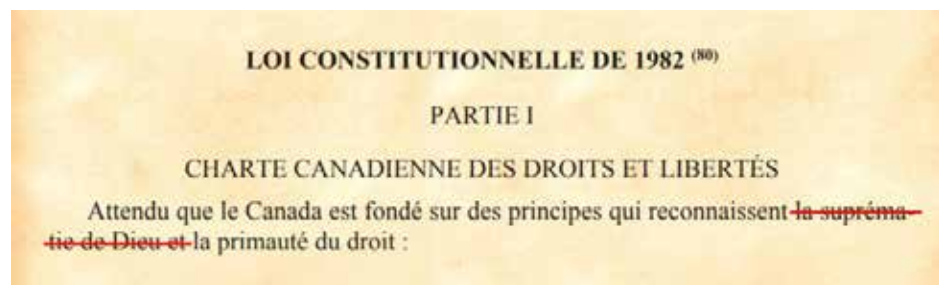 LOI CONSTITUTIONNELLE DE 1982 (80)
PARTIE I
CHARTE CANADIENNE DES DROITS ET LIBERTÉS
Attendu que le Canada est fondé sur des principes qui reconnaissent la supréma-
tie de Dieu et la primauté du droit :